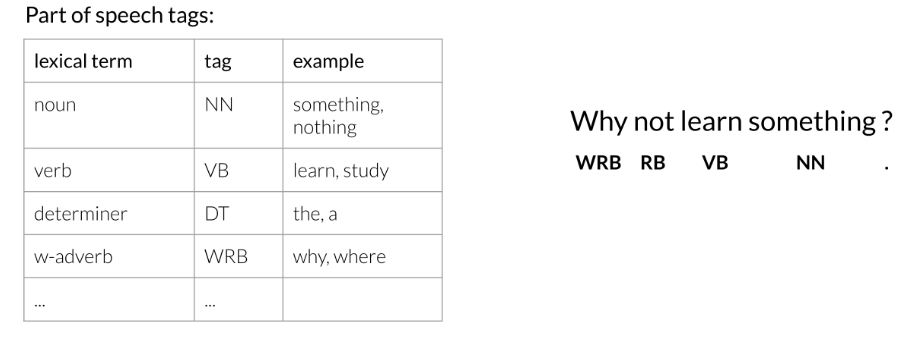 Part of speech tags:
lexical term tag example
noun NN something,
nothing
verb VB learn, study
determiner DT the, a
w-adverb WRB why, where
... ...
Why not learn something ?
WRB RB VB NN .